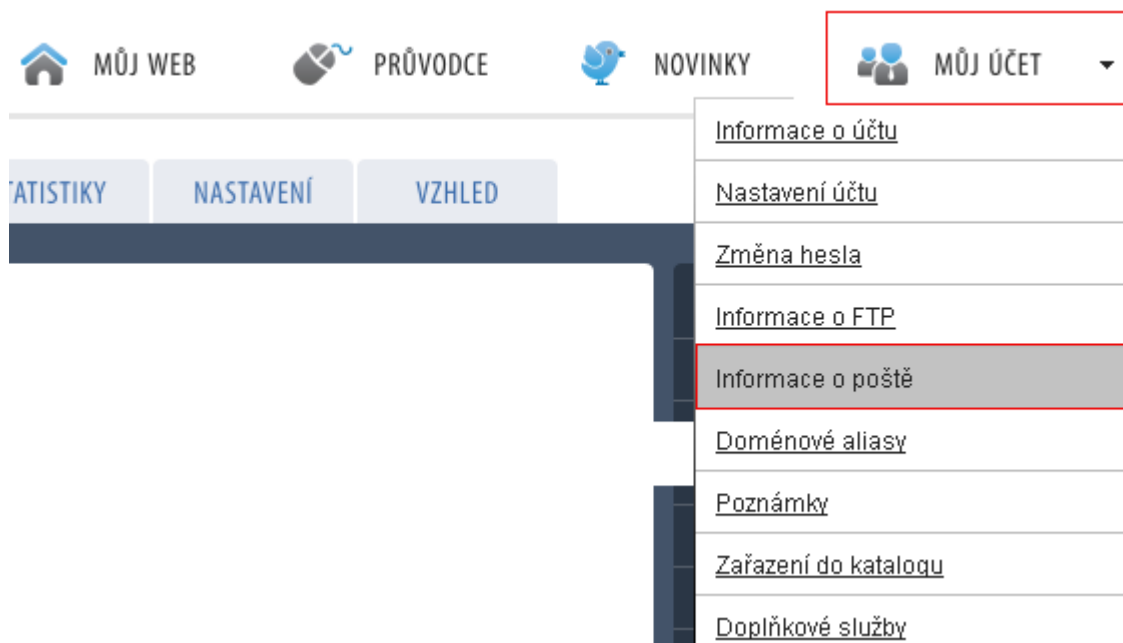 MŮJ WEB PRŮVODCE NOVINKY MŮJ ÚČET
TATISTIKY NASTAVENÍ VZHLED
Informace o účtu
Nastavení účtu
Změna hesla
Informace o FTP
Informace o poště
Doménové aliasy
Poznámky
Zařazení do katalogu
Doplňkové služby